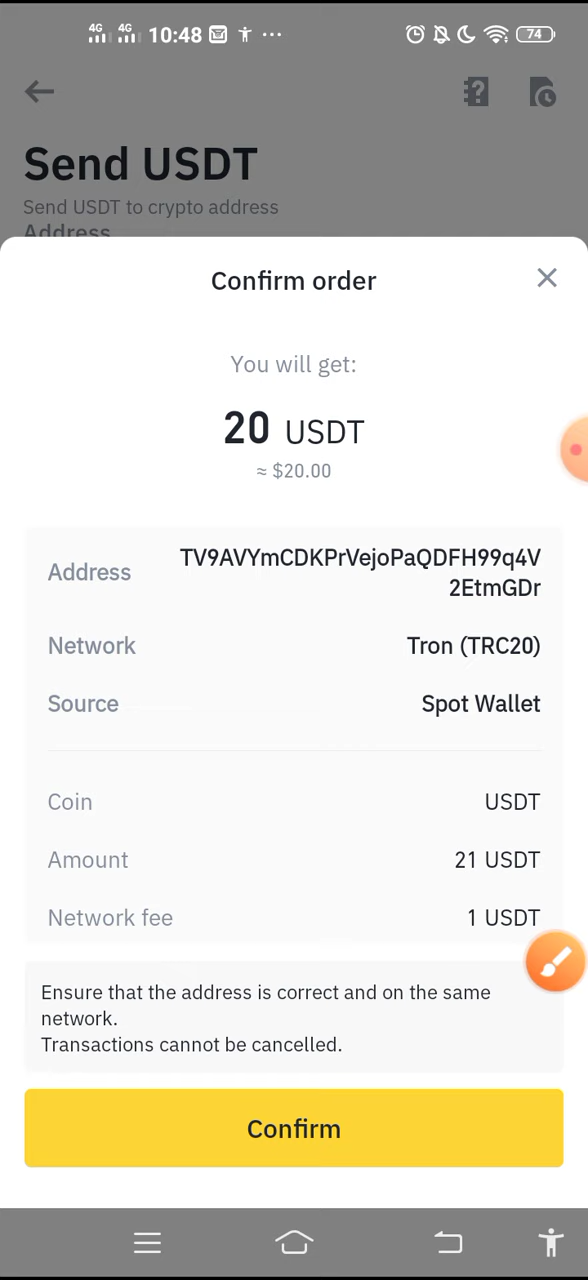 4G 4G 10:48 74
Send USDT
Send USDT to crypto address
Address
Confirm order
You will get:
20 USDT
≈ $20.00
Address TV9AVYmCDKPrVejoPaQDFH99q4V
2EtmGDr
Network Tron (TRC20)
Source Spot Wallet
Coin USDT
Amount 21 USDT
Network fee 1 USDT
Ensure that the address is correct and on the same
network.
Transactions cannot be cancelled.
Confirm